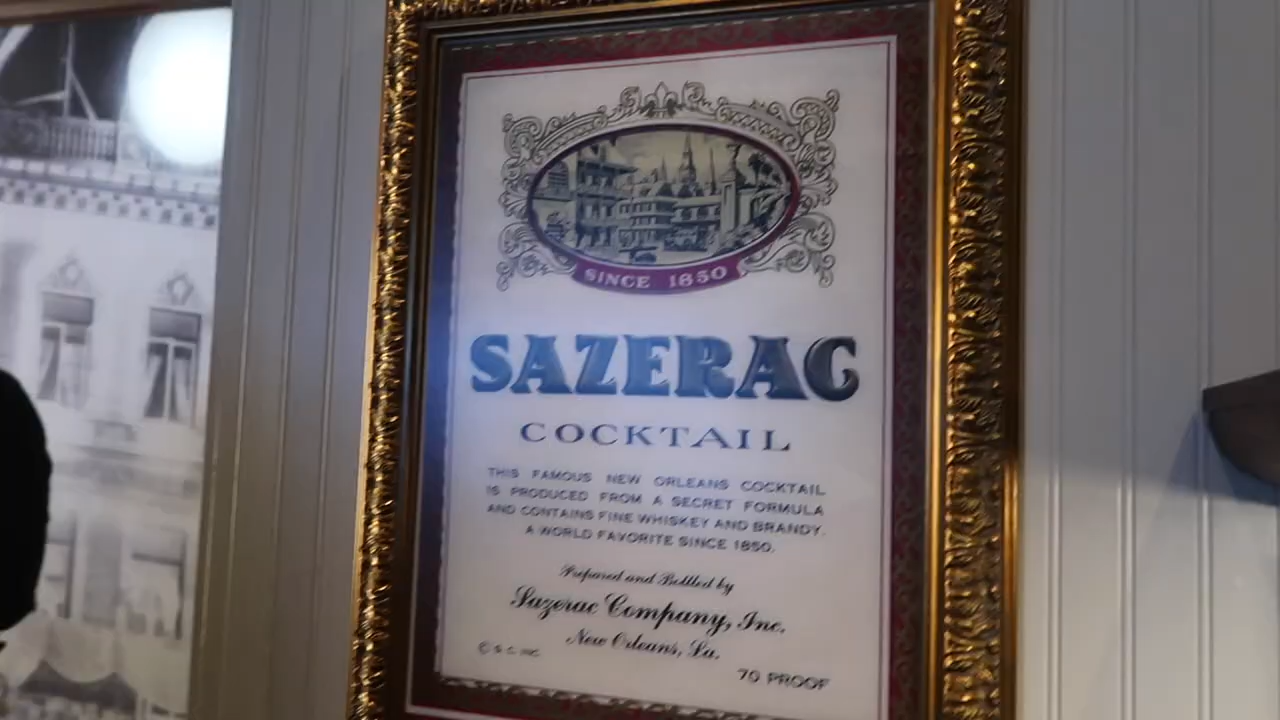 SINCE 1850
SAZERAC
COCKTAIL
THIS FAMOUS NEW ORLEANS COCKTAIL
IS PRODUCED FROM A SECRET FORMULA
AND CONTAINS FINE WHISKEY AND BRANDY.
A WORLD FAVORITE SINCE 1850.
Prepared and Bottled by
Sazerac Company, Inc.
New Orleans, La.
© S. C. INC.
70 PROOF